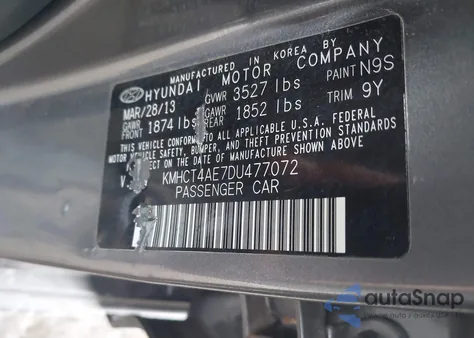 MANUFACTURED IN KOREA BY
HYUNDAI MOTOR COMPANY
MAR/28/13 GVWR 3527 lbs PAINT N9S
GAWR 1874 lbs GAWR REAR 1852 lbs TRIM 9Y
THIS VEHICLE CONFORMS TO ALL APPLICABLE U.S.A. FEDERAL
MOTOR VEHICLE SAFETY, BUMPER, AND THEFT PREVENTION STANDARDS
IN EFFECT ON THE DATE OF MANUFACTURE SHOWN ABOVE
V KMHCT4AE7DU477072
PASSENGER CAR
autaSnap